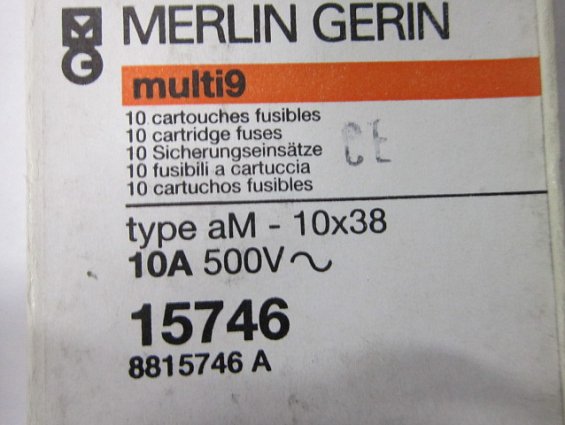 MG
MERLIN GERIN
multi9
10 cartouches fusibles
10 cartridge fuses
10 Sicherungseinsätze
10 fusibili a cartuccia
10 cartuchos fusibles
CE
type aM - 10x38
10A 500V~
15746
8815746 A